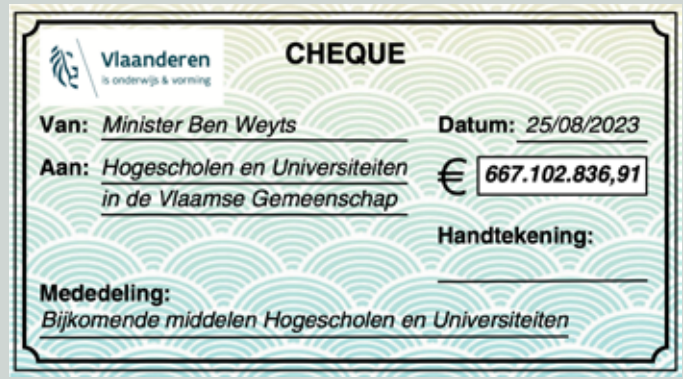 Vlaanderen
is onderwijs & vorming
CHEQUE
Van: Minister Ben Weyts
Datum: 25/08/2023
Aan: Hogescholen en Universiteiten
in de Vlaamse Gemeenschap
€ 667.102.836,91
Handtekening:
Mededeling:
Bijkomende middelen Hogescholen en Universiteiten